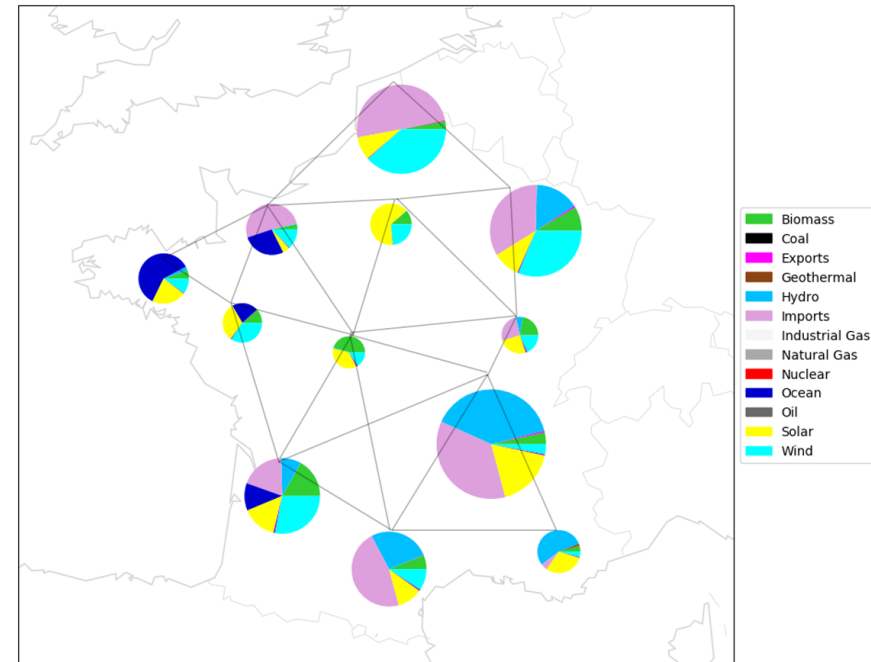 Biomass
Coal
Exports
Geothermal
Hydro
Imports
Industrial Gas
Natural Gas
Nuclear
Ocean
Oil
Solar
Wind